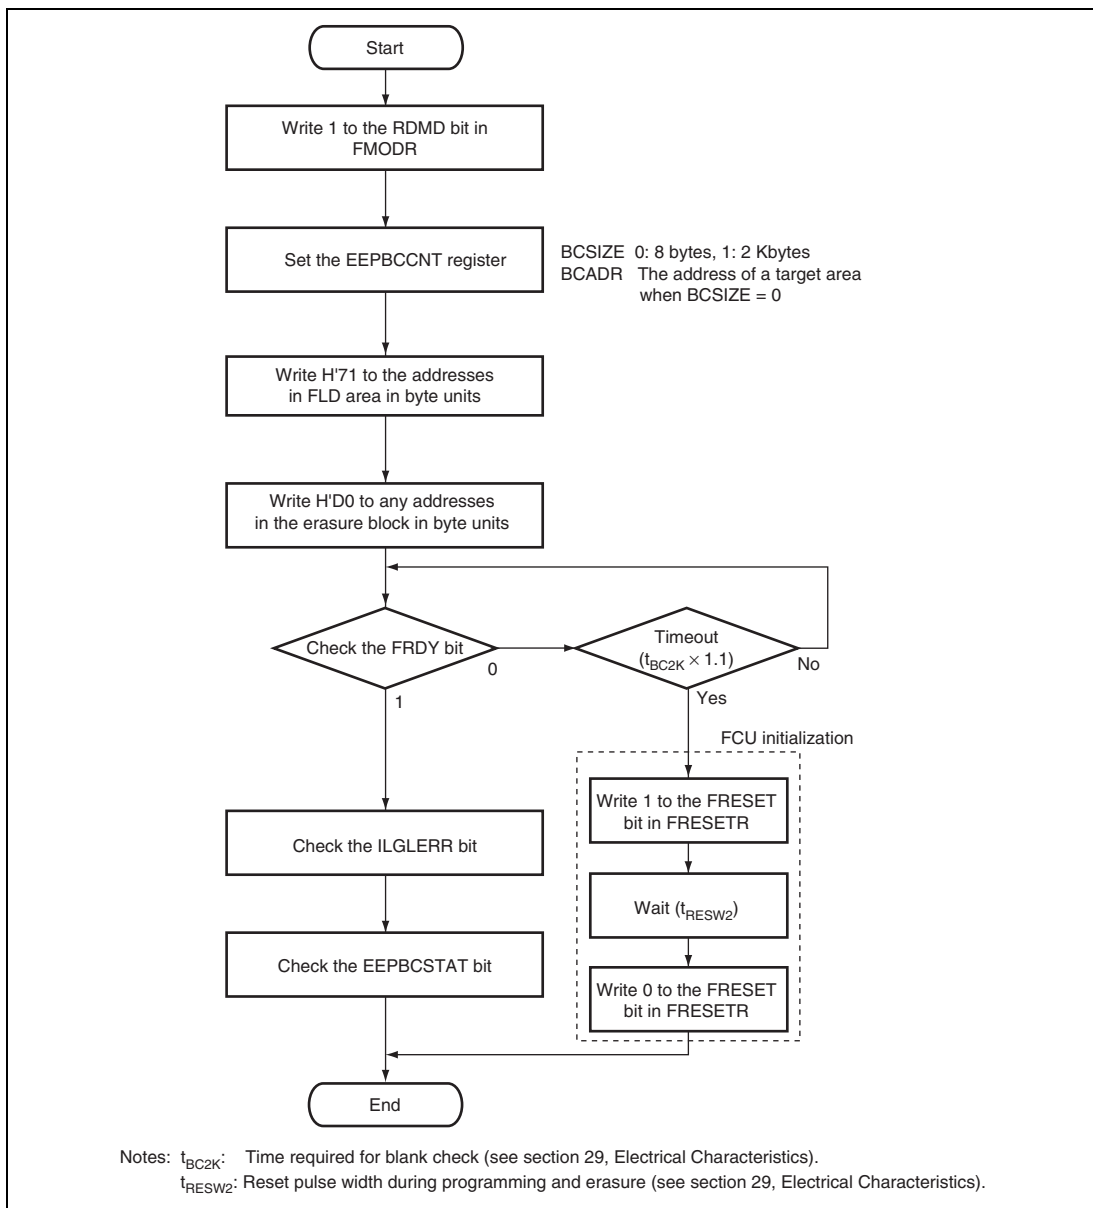 Start
Write 1 to the RDMD bit in
FMODR
Set the EEPBCCNT register
BCSIZE 0: 8 bytes, 1: 2 Kbytes
BCADR The address of a target area
when BCSIZE = 0
Write H'71 to the addresses
in FLD area in byte units
Write H'D0 to any addresses
in the erasure block in byte units
Check the FRDY bit
0
1
Timeout
(tBC2K × 1.1)
No
Yes
FCU initialization
Write 1 to the FRESET
bit in FRESETR
Wait (tRESW2)
Write 0 to the FRESET
bit in FRESETR
Check the ILGLERR bit
Check the EEPBCSTAT bit
End
Notes: tBC2K: Time required for blank check (see section 29, Electrical Characteristics).
tRESW2: Reset pulse width during programming and erasure (see section 29, Electrical Characteristics).